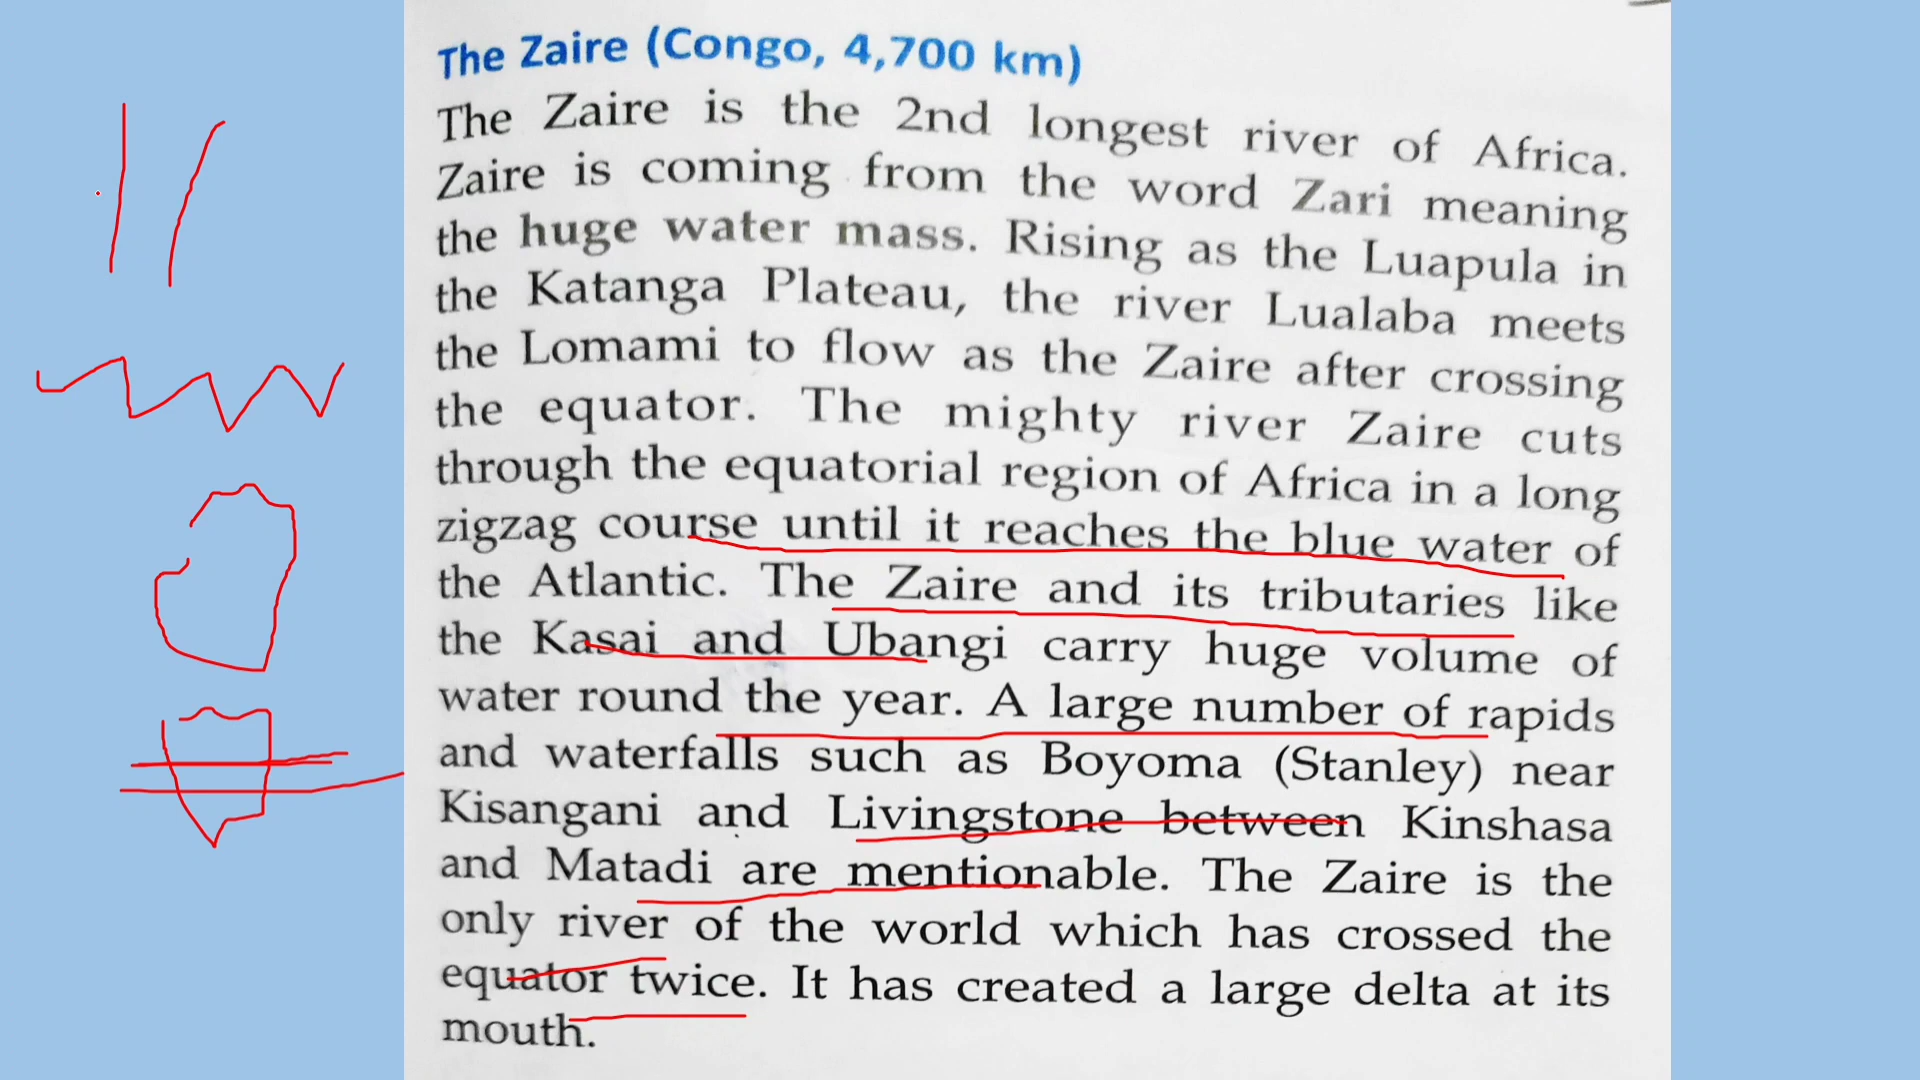 The Zaire (Congo, 4,700 km)
The Zaire is the 2nd longest river of Africa.
Zaire is coming from the word Zari meaning
the huge water mass. Rising as the Luapula in
the Katanga Plateau, the river Lualaba meets
the Lomami to flow as the Zaire after crossing
the equator. The mighty river Zaire cuts
through the equatorial region of Africa in a long
zigzag course until it reaches the blue water of
the Atlantic. The Zaire and its tributaries like
the Kasai and Ubangi carry huge volume of
water round the year. A large number of rapids
and waterfalls such as Boyoma (Stanley) near
Kisangani and Livingstone between Kinshasa
and Matadi are mentionable. The Zaire is the
only river of the world which has crossed the
equator twice. It has created a large delta at its
mouth.